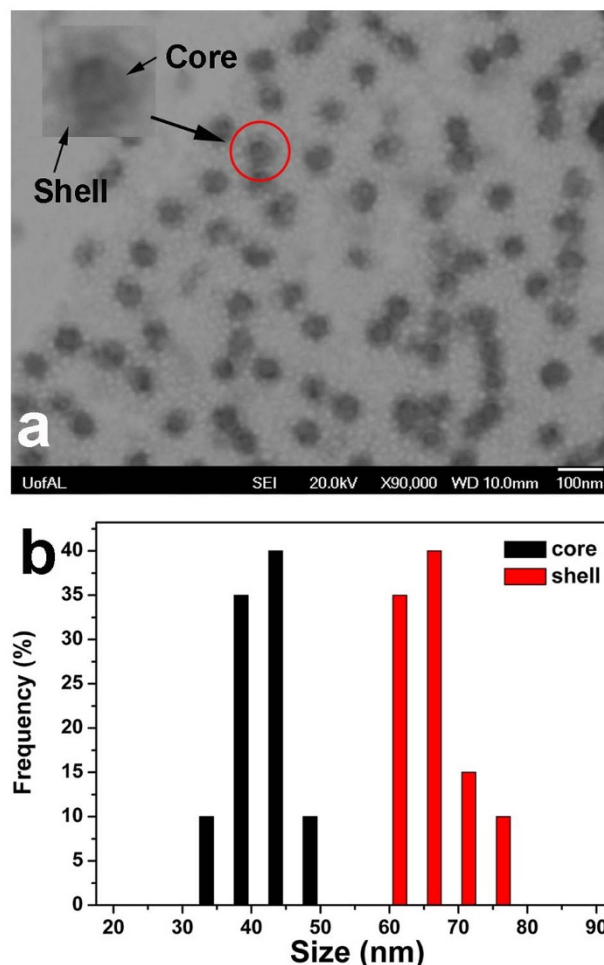 Core
Shell
a
UofAL SEI 20.0kV X90,000 WD 10.0mm 100nm
b
core
shell
Frequency (%)
40
35
30
25
20
15
10
5
0
20 30 40 50 60 70 80 90
Size (nm)